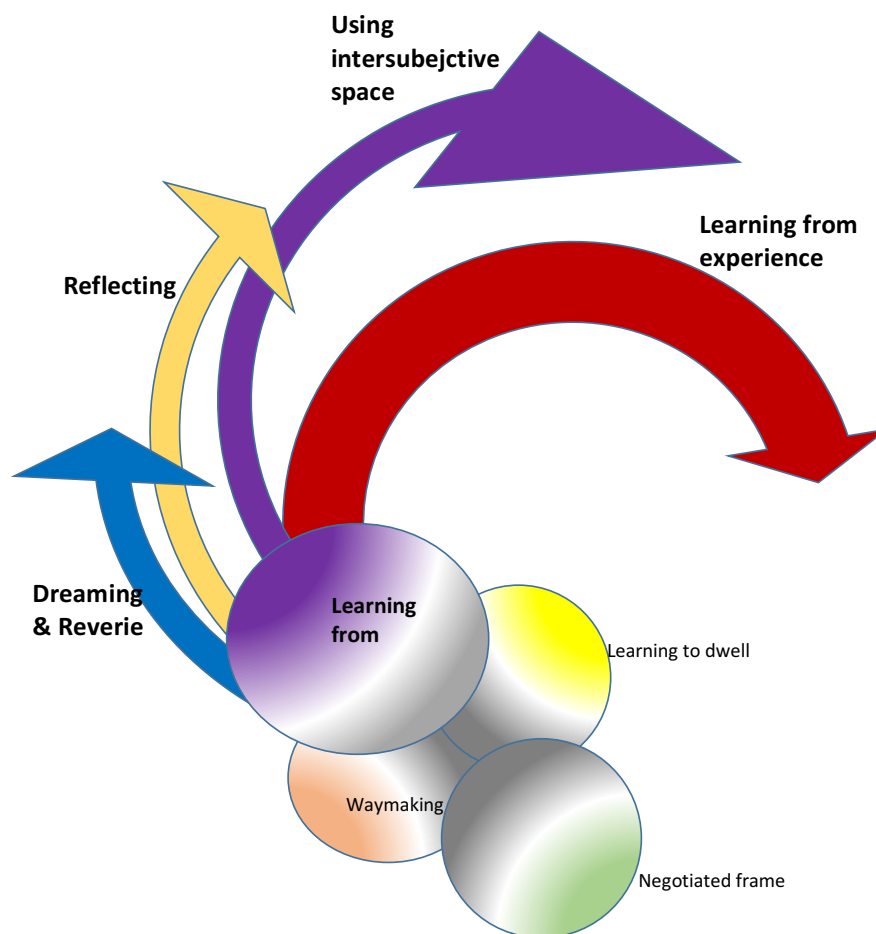 Using
intersubejctive
space
Learning from
experience
Reflecting
Dreaming
& Reverie
Learning
from
Learning to dwell
Waymaking
Negotiated frame